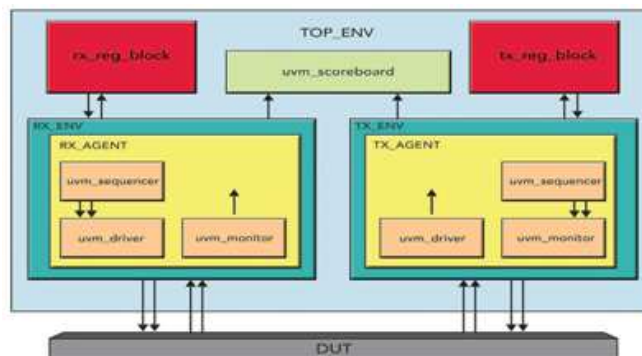 TOP_ENV
rx_reg_block
tx_reg_block
uvm_scoreboard
RX_ENV
TX_ENV
RX_AGENT
TX_AGENT
uvm_sequencer
uvm_sequencer
uvm_driver
uvm_monitor
uvm_driver
uvm_monitor
DUT